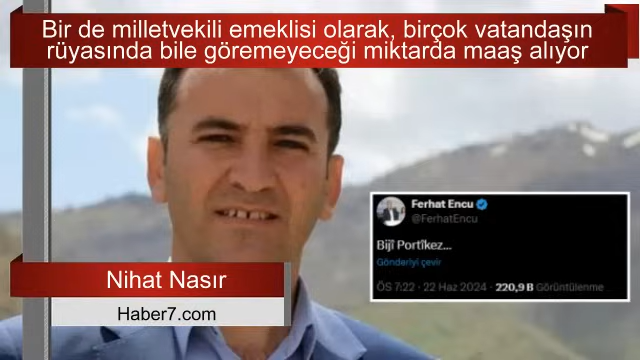 Bir de milletvekili emeklisi olarak, birçok vatandaşın
rüyasında bile göremeyeceği miktarda maaş alıyor
Ferhat Encu
@FerhatEncu
Bijî Portîkez...
Gönderiyi çevir
ÖS 7:22 · 22 Haz 2024 · 220,9 B Görüntülenme
Nihat Nasır
Haber7.com